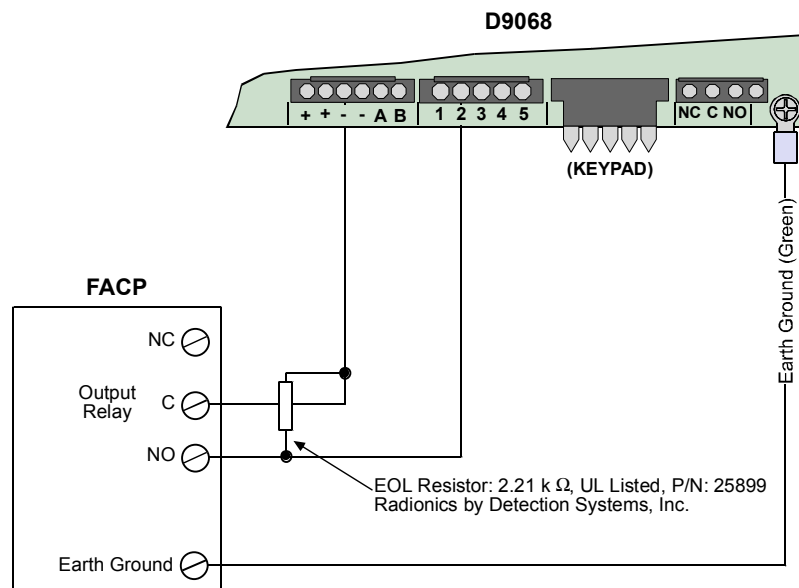 D9068
+ + - - A B
1 2 3 4 5
NC C NO
(KEYPAD)
Earth Ground (Green)
FACP
NC
Output
Relay
C
NO
EOL Resistor: 2.21 k Ω, UL Listed, P/N: 25899
Radionics by Detection Systems, Inc.
Earth Ground